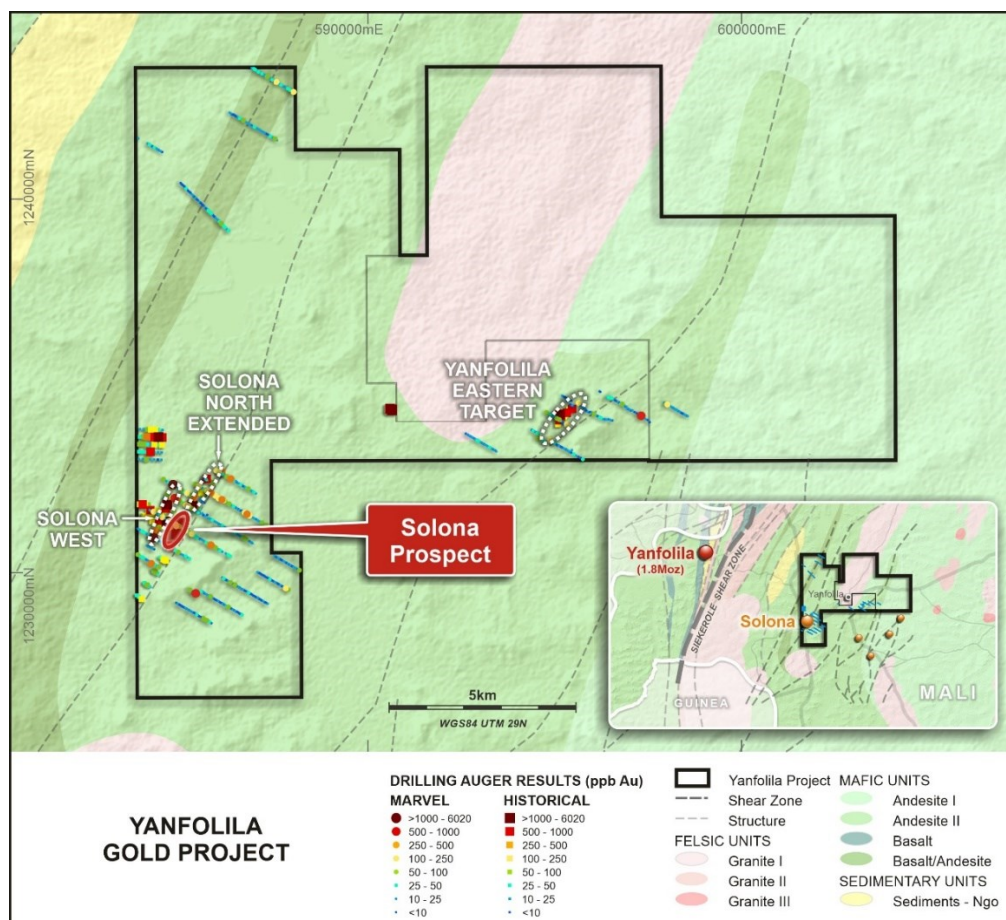 590000mE
600000mE
1240000mN
1230000mN
SOLONA
NORTH
EXTENDED
YANFOLILA
EASTERN
TARGET
SOLONA
WEST
Solona
Prospect
5km
WGS84 UTM 29N
Yanfolila
(1.8Moz)
SIEKEROLE SHEAR ZONE
Yanfolila
Solona
GUINEA
MALI
YANFOLILA
GOLD PROJECT
DRILLING AUGER RESULTS (ppb Au)
MARVEL
>1000 - 6020
500 - 1000
250 - 500
100 - 250
50 - 100
25 - 50
10 - 25
<10
HISTORICAL
>1000 - 6020
500 - 1000
250 - 500
100 - 250
50 - 100
25 - 50
10 - 25
<10
Yanfolila Project
Shear Zone
Structure
FELSIC UNITS
Granite I
Granite II
Granite III
MAFIC UNITS
Andesite I
Andesite II
Basalt
Basalt/Andesite
SEDIMENTARY UNITS
Sediments - Ngo